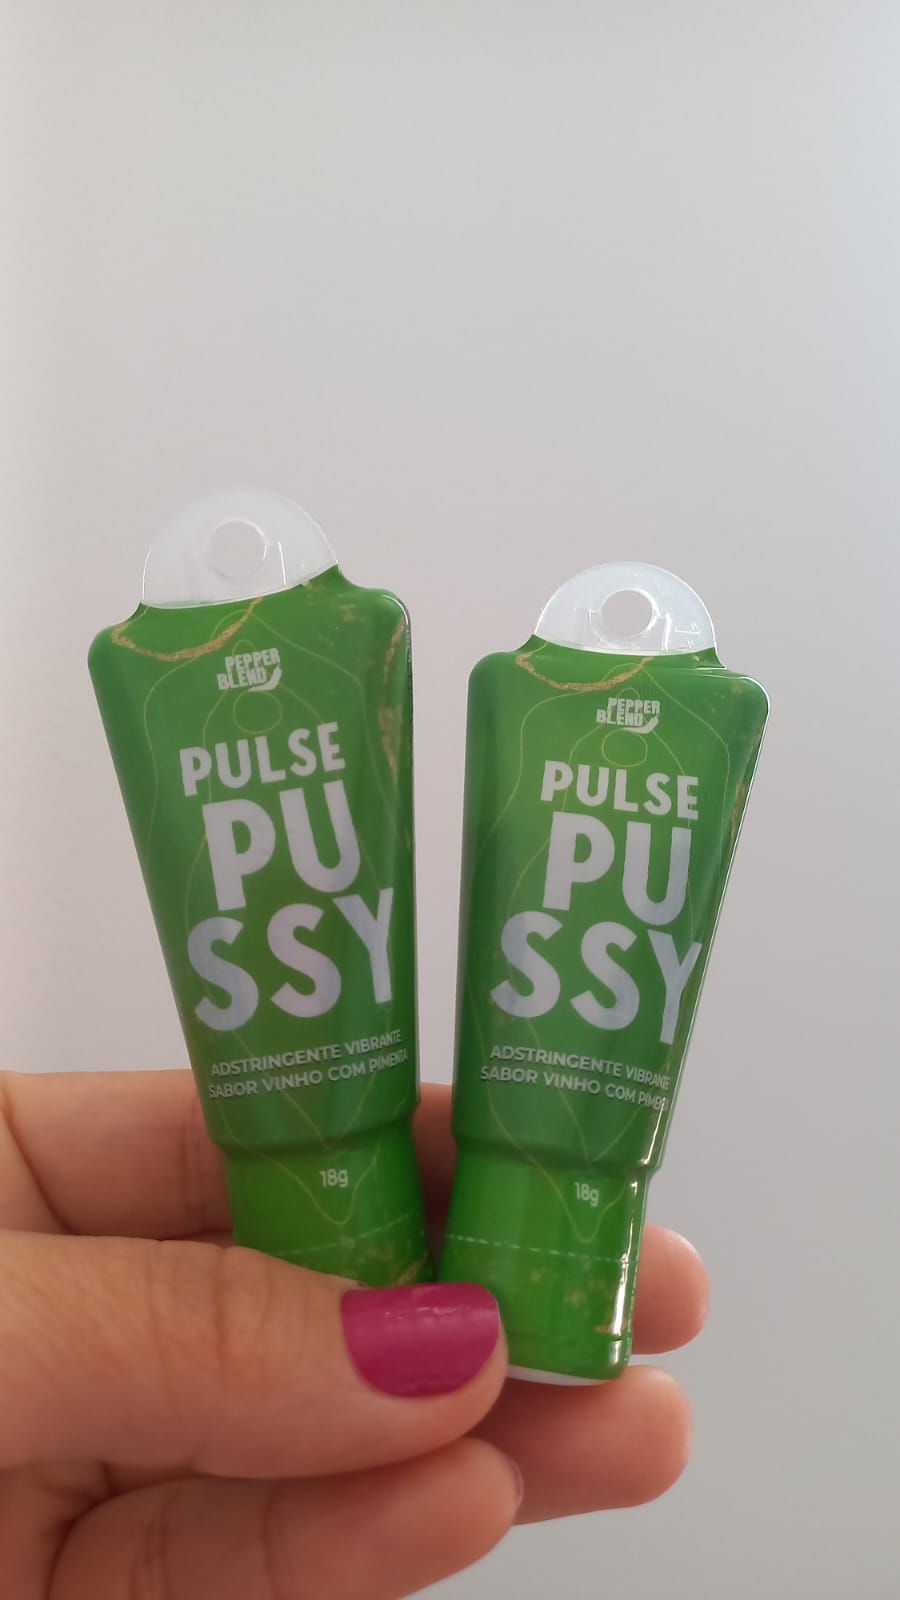 PEPPER
BLEND
PULSE
PU
SSY
ADSTRINGENTE VIBRANTE
SABOR VINHO COM PIMENTA
18g
PEPPER
BLEND
PULSE
PU
SSY
ADSTRINGENTE VIBRANTE
SABOR VINHO COM PIMENTA
18g